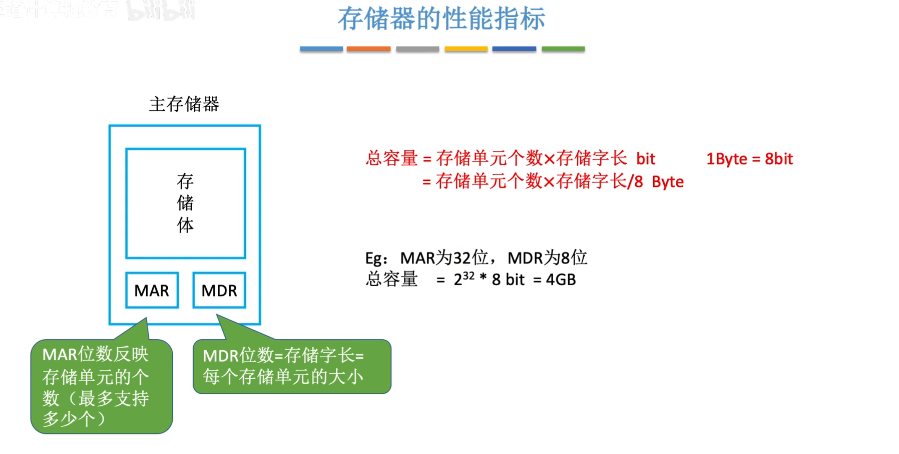 存储器的性能指标
主存储器
存
储
体
MAR MDR
总容量 = 存储单元个数×存储字长 bit 1Byte = 8bit
= 存储单元个数×存储字长/8 Byte
Eg：MAR为32位，MDR为8位
总容量 = 2³² * 8 bit = 4GB
MAR位数反映
存储单元的个
数（最多支持
多少个）
MDR位数=存储字长=
每个存储单元的大小